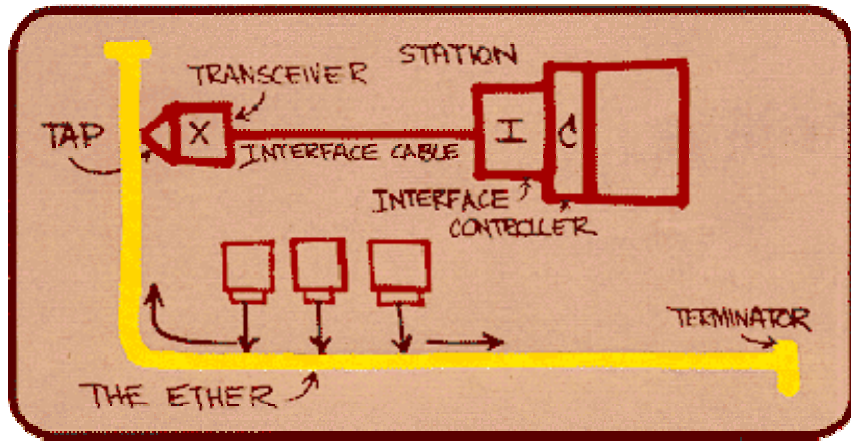 STATION
TRANSCEIVER
TAP
X
I
C
INTERFACE CABLE
INTERFACE
CONTROLLER
TERMINATOR
THE ETHER